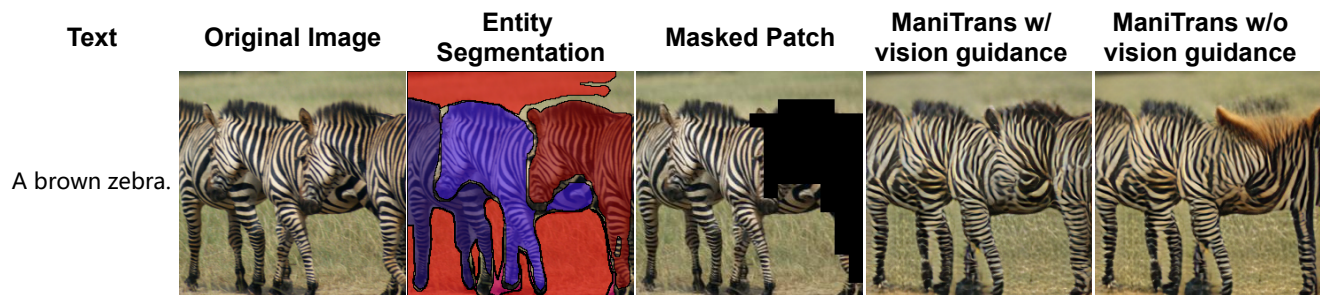 Text
Original Image
Entity
Segmentation
Masked Patch
ManiTrans w/
vision guidance
ManiTrans w/o
vision guidance
A brown zebra.